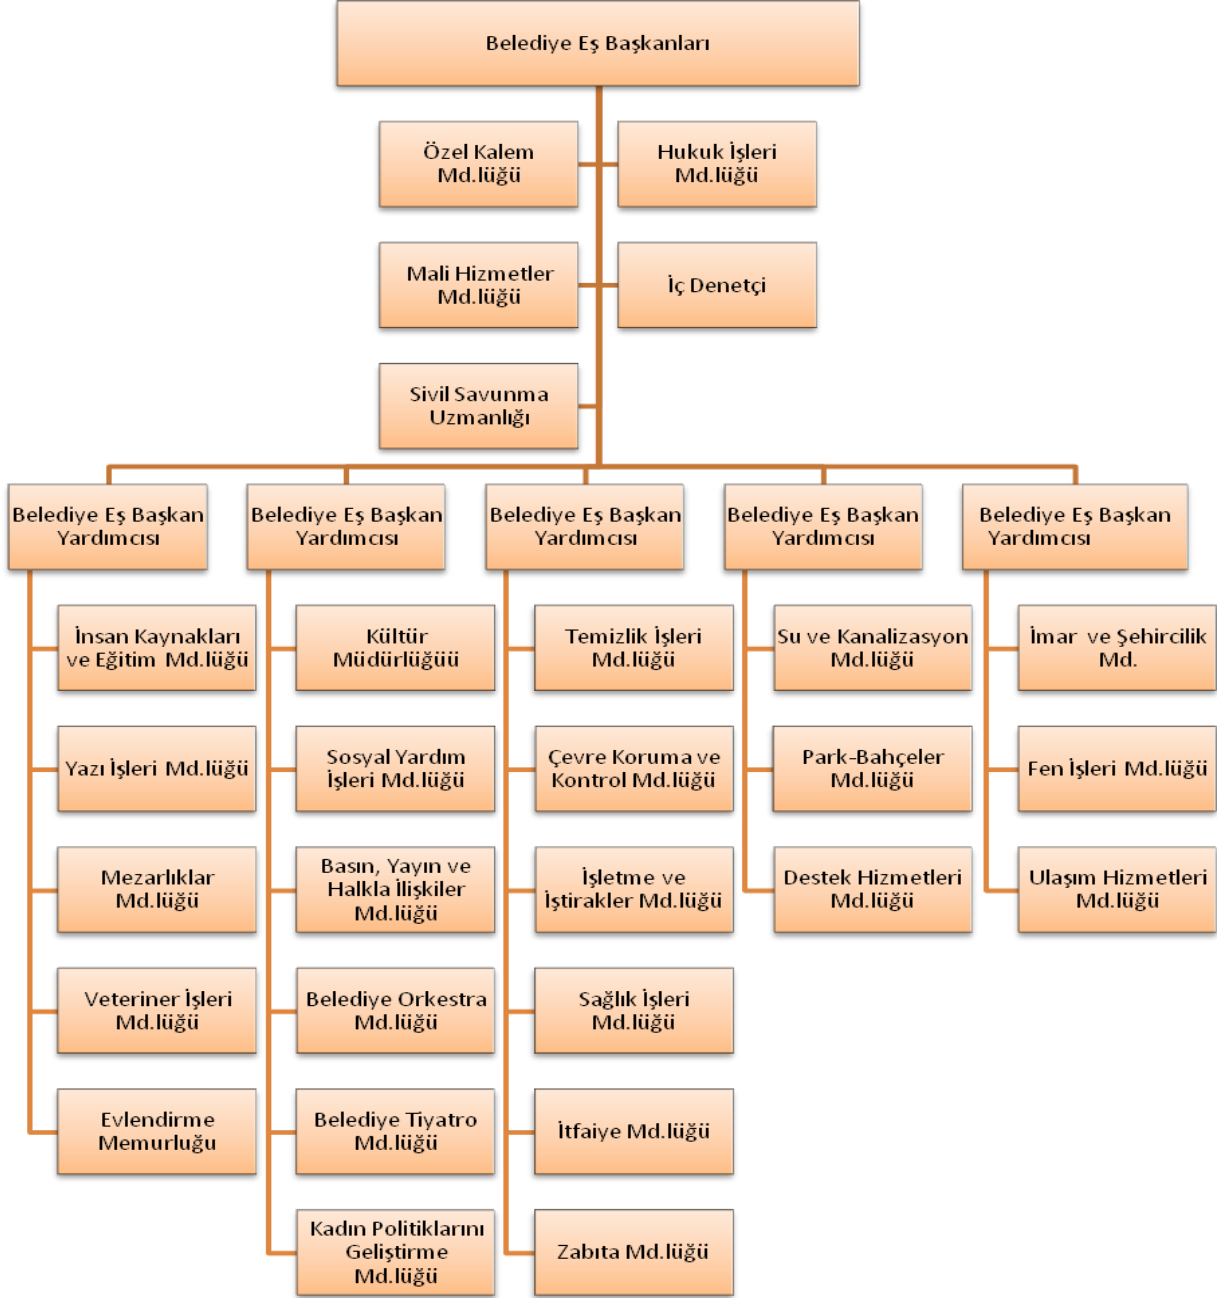 Belediye Eş Başkanları
Özel Kalem
Md.lüğü
Hukuk İşleri
Md.lüğü
Mali Hizmetler
Md.lüğü
İç Denetçi
Sivil Savunma
Uzmanlığı
Belediye Eş Başkan
Yardımcısı
Belediye Eş Başkan
Yardımcısı
Belediye Eş Başkan
Yardımcısı
Belediye Eş Başkan
Yardımcısı
Belediye Eş Başkan
Yardımcısı
İnsan Kaynakları
ve Eğitim Md.lüğü
Yazı İşleri Md.lüğü
Mezarlıklar
Md.lüğü
Veteriner İşleri
Md.lüğü
Evlendirme
Memurluğu
Kültür
Müdürlüğüü
Sosyal Yardım
İşleri Md.lüğü
Basın, Yayın ve
Halkla İlişkiler
Md.lüğü
Belediye Orkestra
Md.lüğü
Belediye Tiyatro
Md.lüğü
Kadın Politiklarını
Geliştirme
Md.lüğü
Temizlik İşleri
Md.lüğü
Çevre Koruma ve
Kontrol Md.lüğü
İşletme ve
İştirakler Md.lüğü
Sağlık İşleri
Md.lüğü
İtfaiye Md.lüğü
Zabıta Md.lüğü
Su ve Kanalizasyon
Md.lüğü
Park-Bahçeler
Md.lüğü
Destek Hizmetleri
Md.lüğü
İmar ve Şehircilik
Md.
Fen İşleri Md.lüğü
Ulaşım Hizmetleri
Md.lüğü